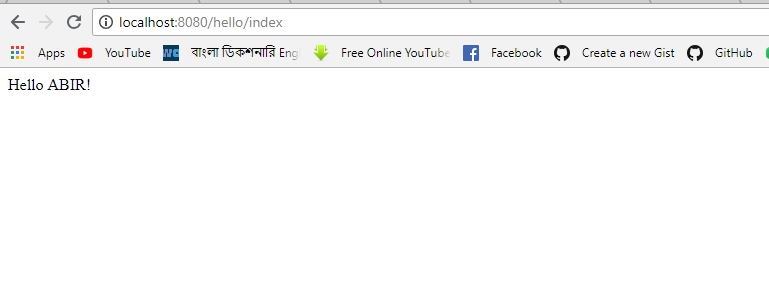 localhost:8080/hello/index
Apps YouTube বাংলা ডিকশনারি Eng Free Online YouTube Facebook Create a new Gist GitHub
Hello ABIR!